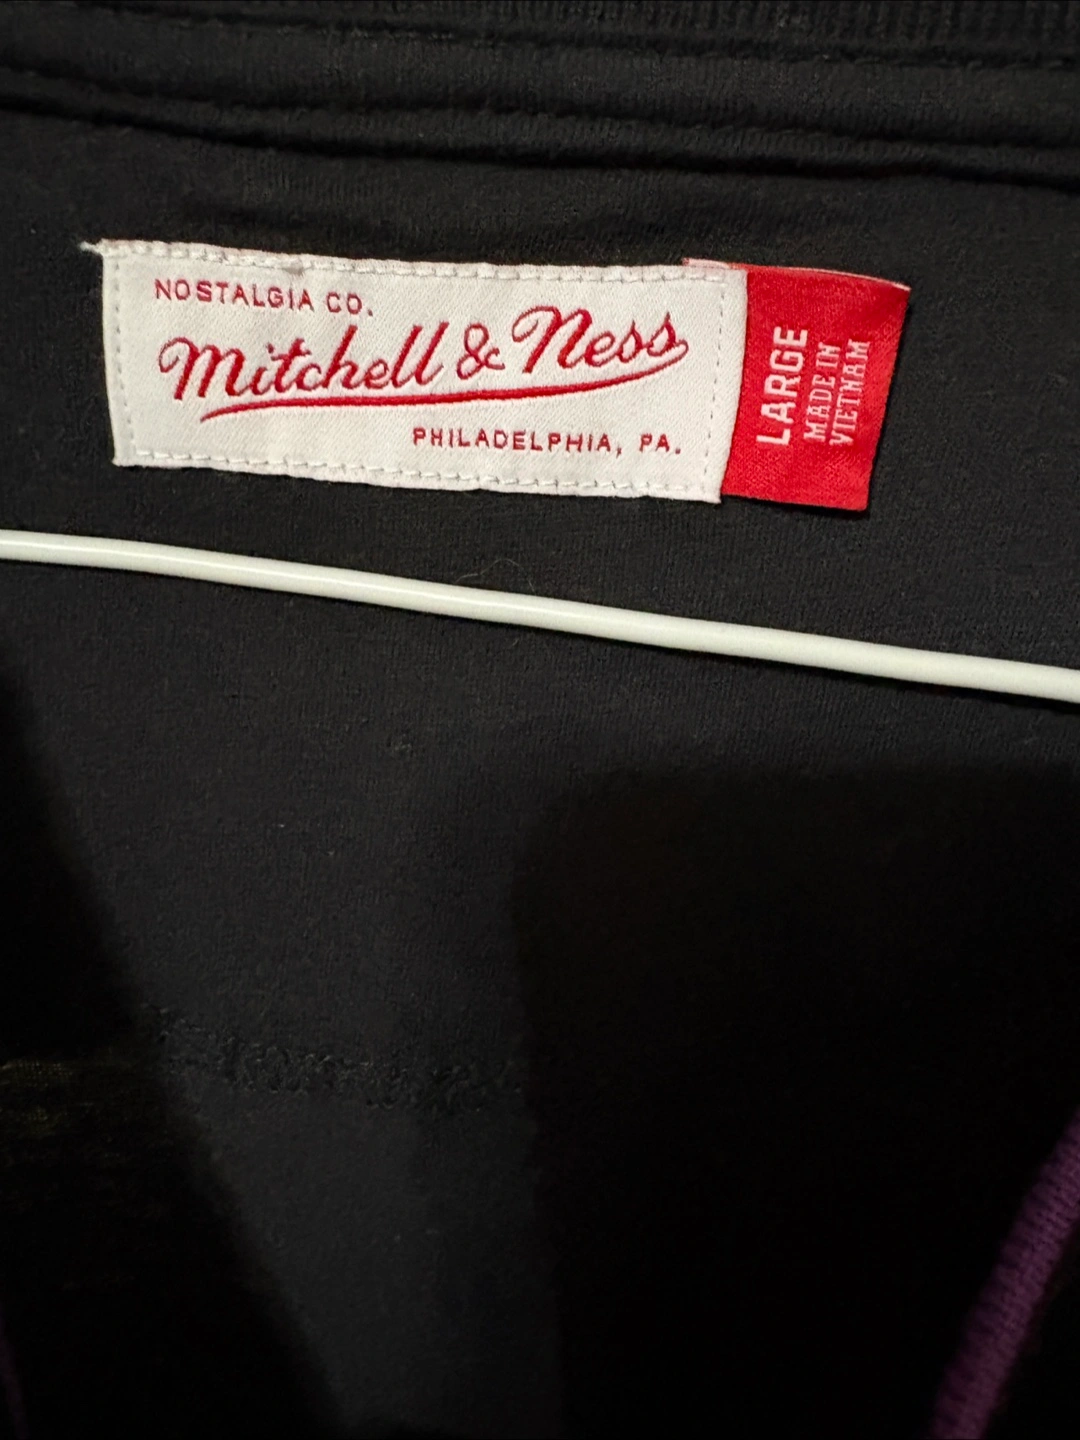 NOSTALGIA CO.
Mitchell & Ness
PHILADELPHIA, PA.
LARGE
MADE IN
VIETNAM